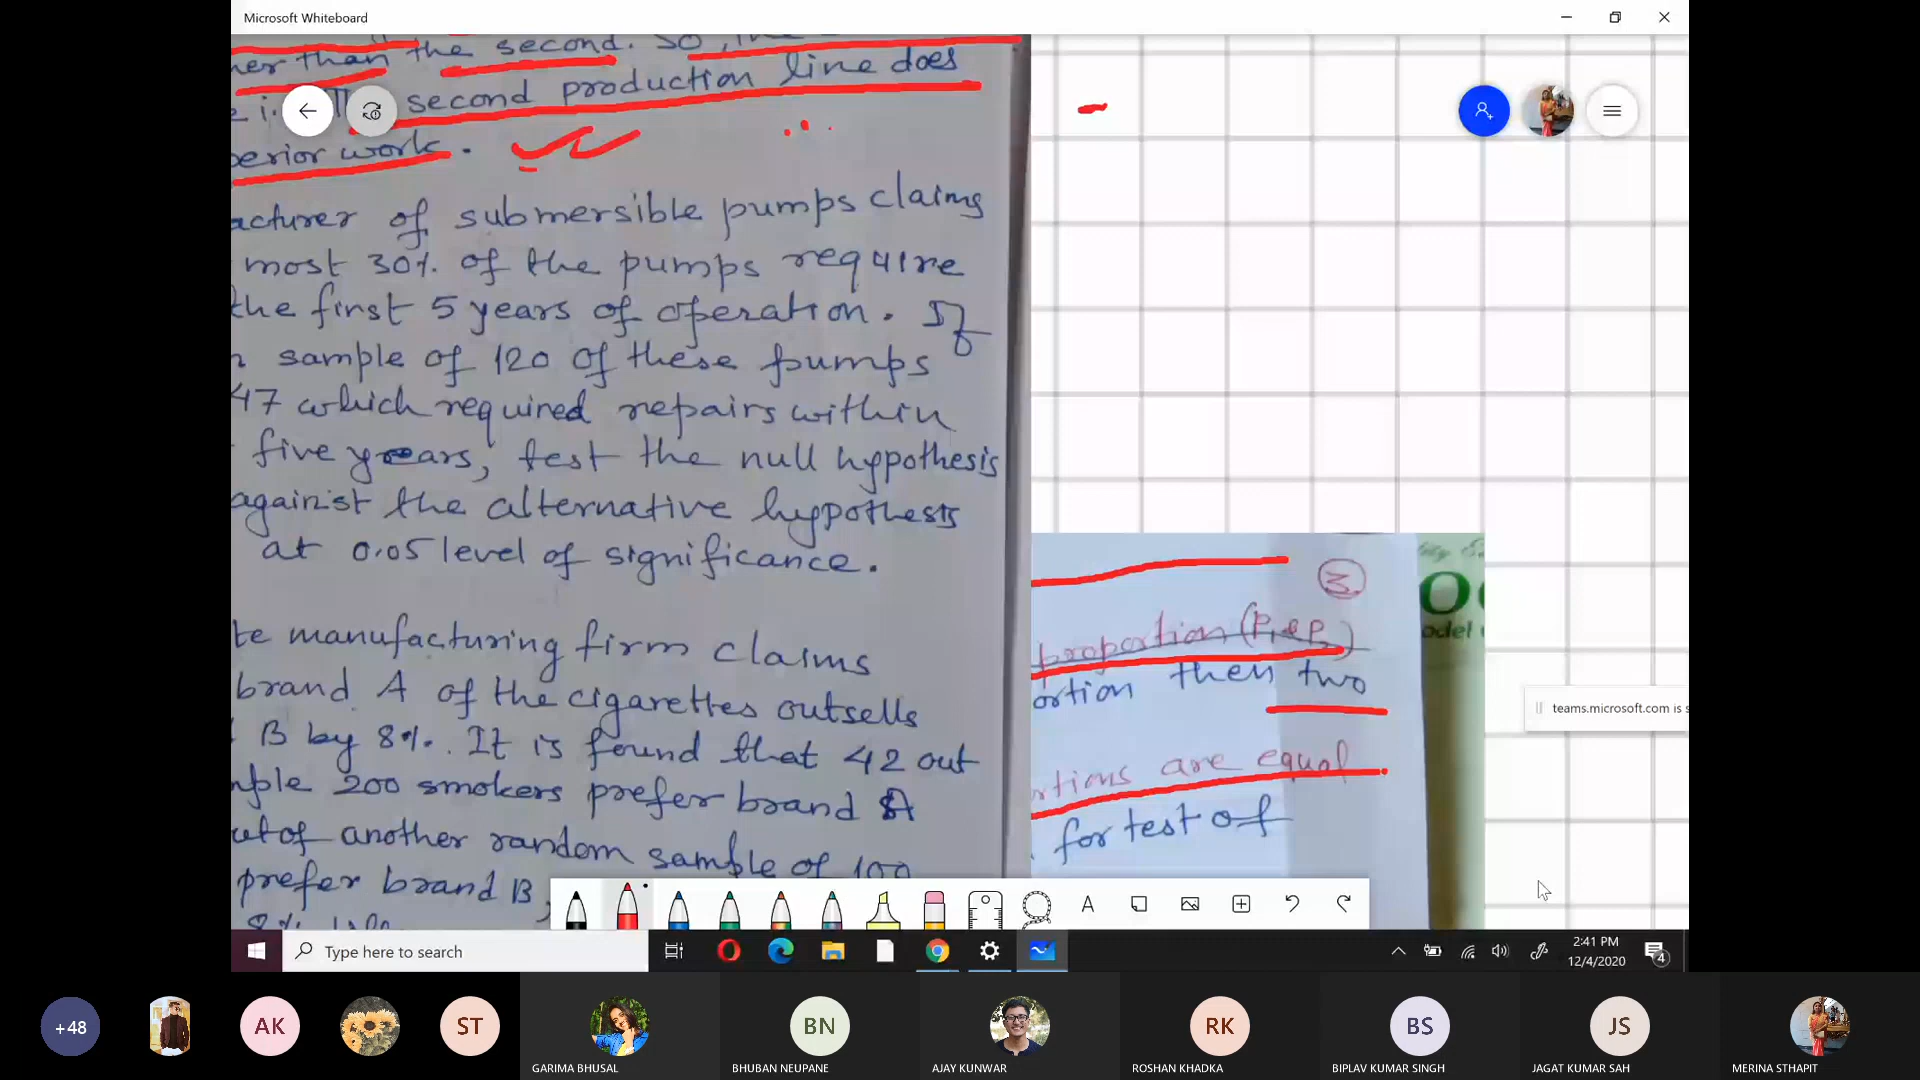 Microsoft Whiteboard
her than the second. So, the
e i. second production line does
perior work.
acturer of submersible pumps claims
most 30% of the pumps require
the first 5 years of operation. If
sample of 120 of these pumps
47 which required repairs within
five years, test the null hypothesis
against the alternative hypothesis
at 0.05 level of significance.
te manufacturing firm claims
brand A of the cigarettes outsells
B by 8%. It is found that 42 out
mple 200 smokers prefer brand A
ut of another random sample of 100
prefer brand B,
3
proportion (P1 & P2)
ortion then two
rtions are equal
for test of
odel
teams.microsoft.com is s
Type here to search
2:41 PM
12/4/2020
4
+48
AK
ST
BN
RK
BS
JS
GARIMA BHUSAL
BHUBAN NEUPANE
AJAY KUNWAR
ROSHAN KHADKA
BIPLAV KUMAR SINGH
JAGAT KUMAR SAH
MERINA STHAPIT